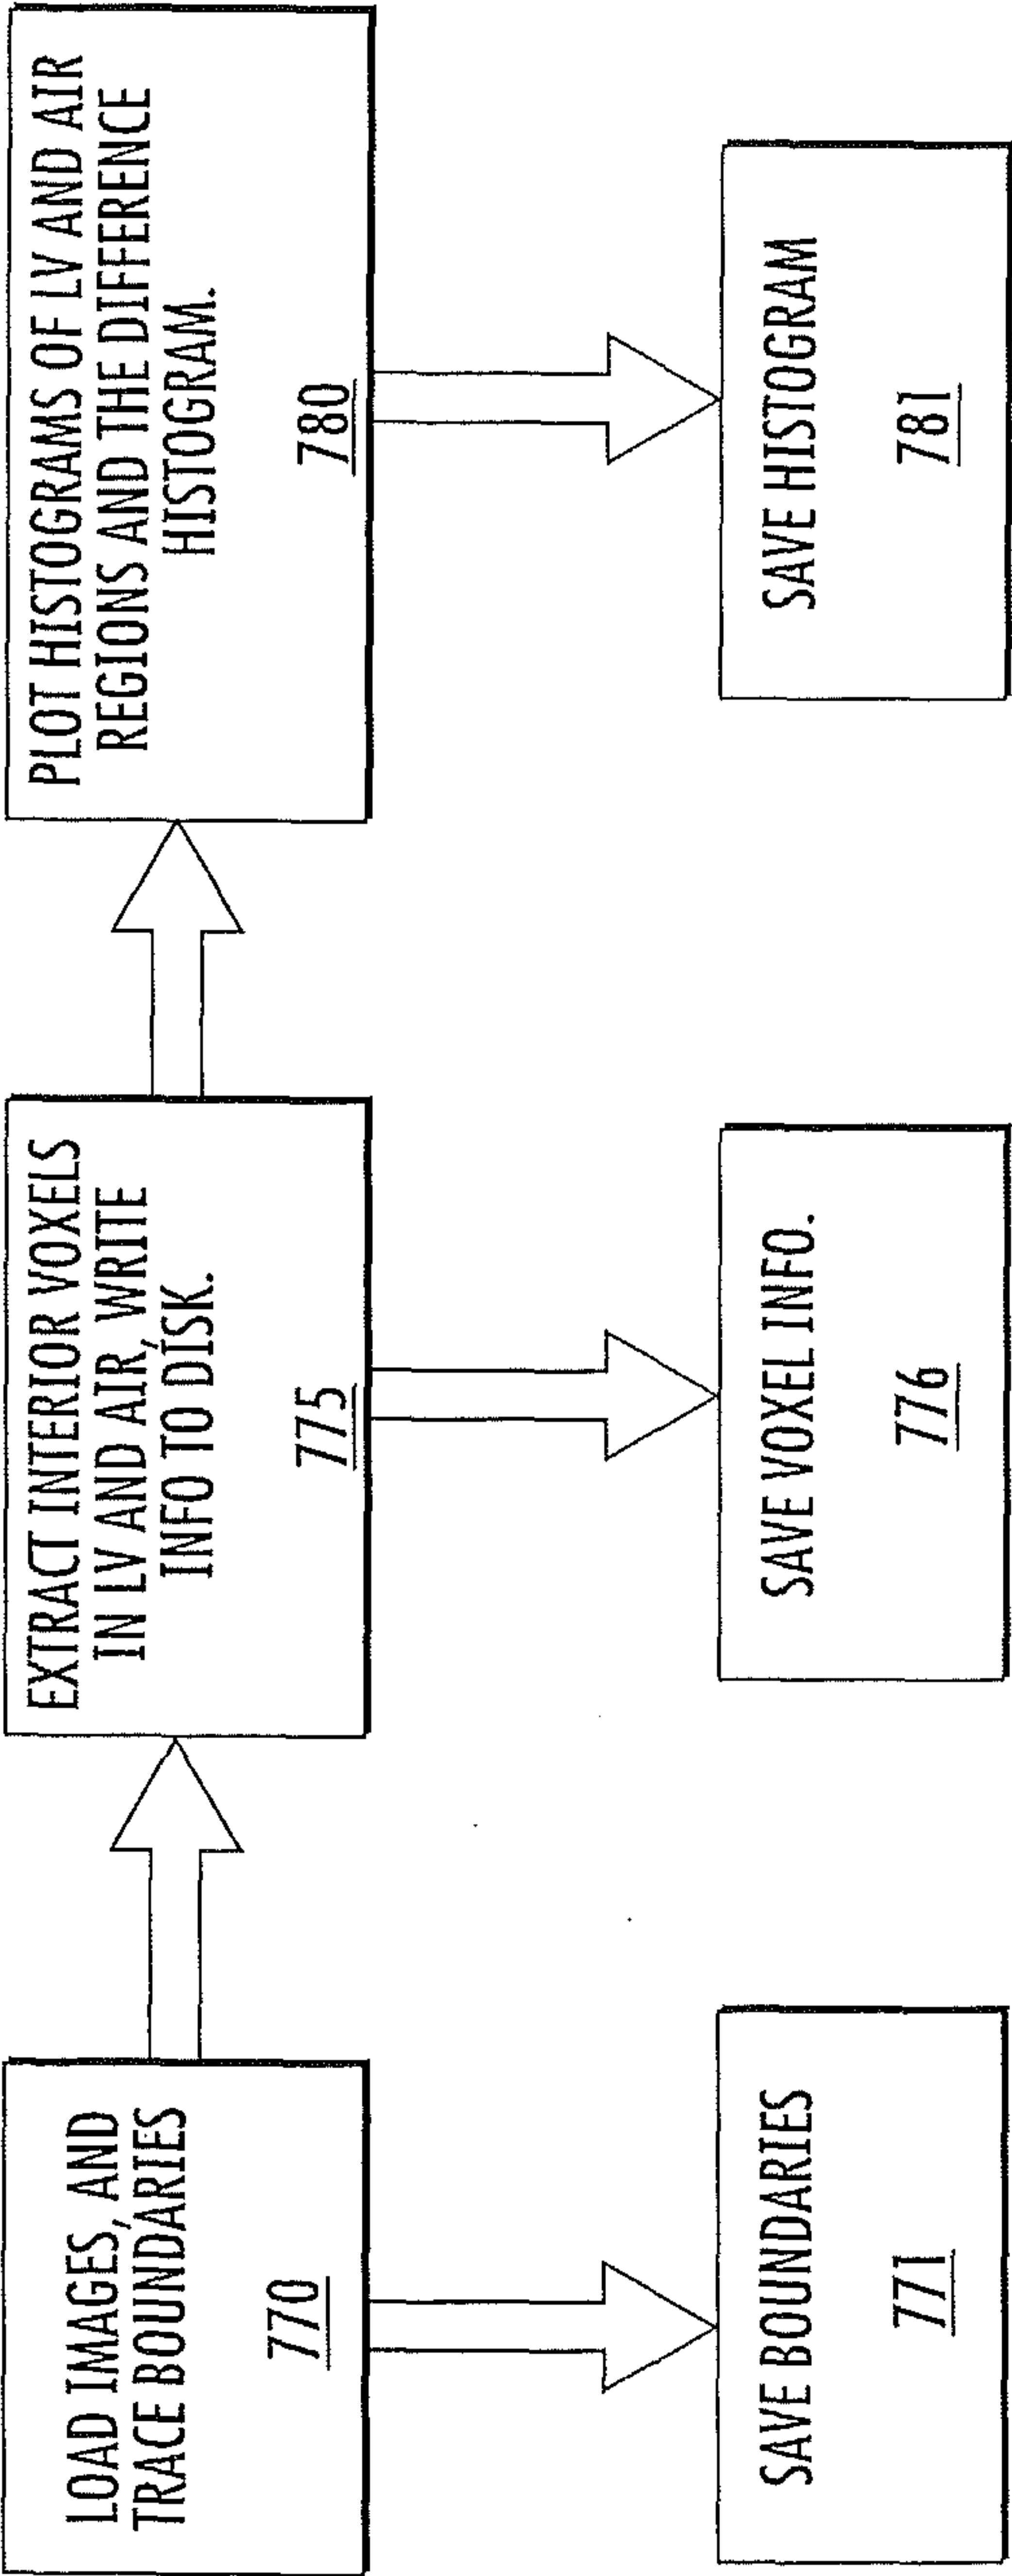 LOAD IMAGES, AND
TRACE BOUNDARIES
770
EXTRACT INTERIOR VOXELS
IN LV AND AIR, WRITE
INFO TO DISK.
775
PLOT HISTOGRAMS OF LV AND AIR
REGIONS AND THE DIFFERENCE
HISTOGRAM.
780
SAVE BOUNDARIES
771
SAVE VOXEL INFO.
776
SAVE HISTOGRAM
781